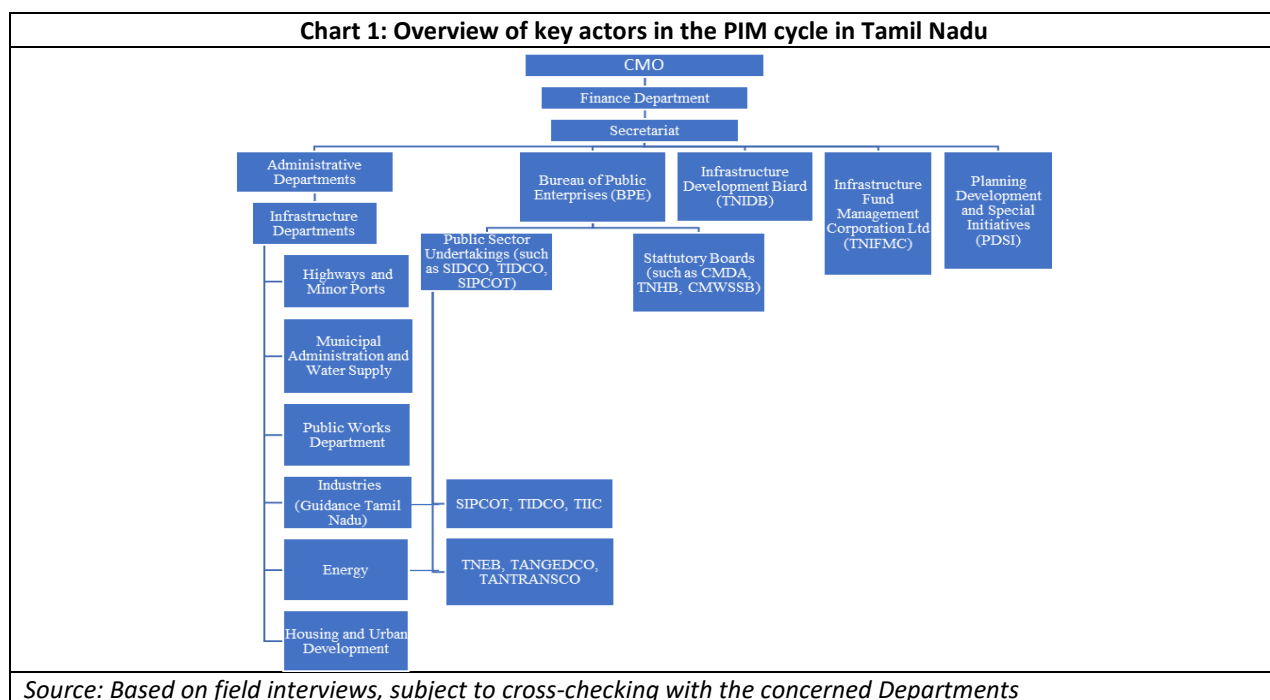 Chart 1: Overview of key actors in the PIM cycle in Tamil Nadu
CMO
Finance Department
Secretariat
Administrative
Departments
Bureau of Public
Enterprises (BPE)
Infrastructure
Development Biard
(TNIDB)
Infrastructure
Fund
Management
Corporation Ltd
(TNIFMC)
Planning
Development
and Special
Initiatives
(PDSI)
Infrastructure
Departments
Public Sector
Undertakings (such
as SIDCO, TIDCO,
SIPCOT)
Stattutory Boards
(such as CMDA,
TNHB, CMWSSB)
Highways and
Minor Ports
Municipal
Administration and
Water Supply
Public Works
Department
Industries
(Guidance Tamil
Nadu)
SIPCOT, TIDCO, TIIC
Energy
TNEB, TANGEDCO,
TANTRANSCO
Housing and Urban
Development
Source: Based on field interviews, subject to cross-checking with the concerned Departments